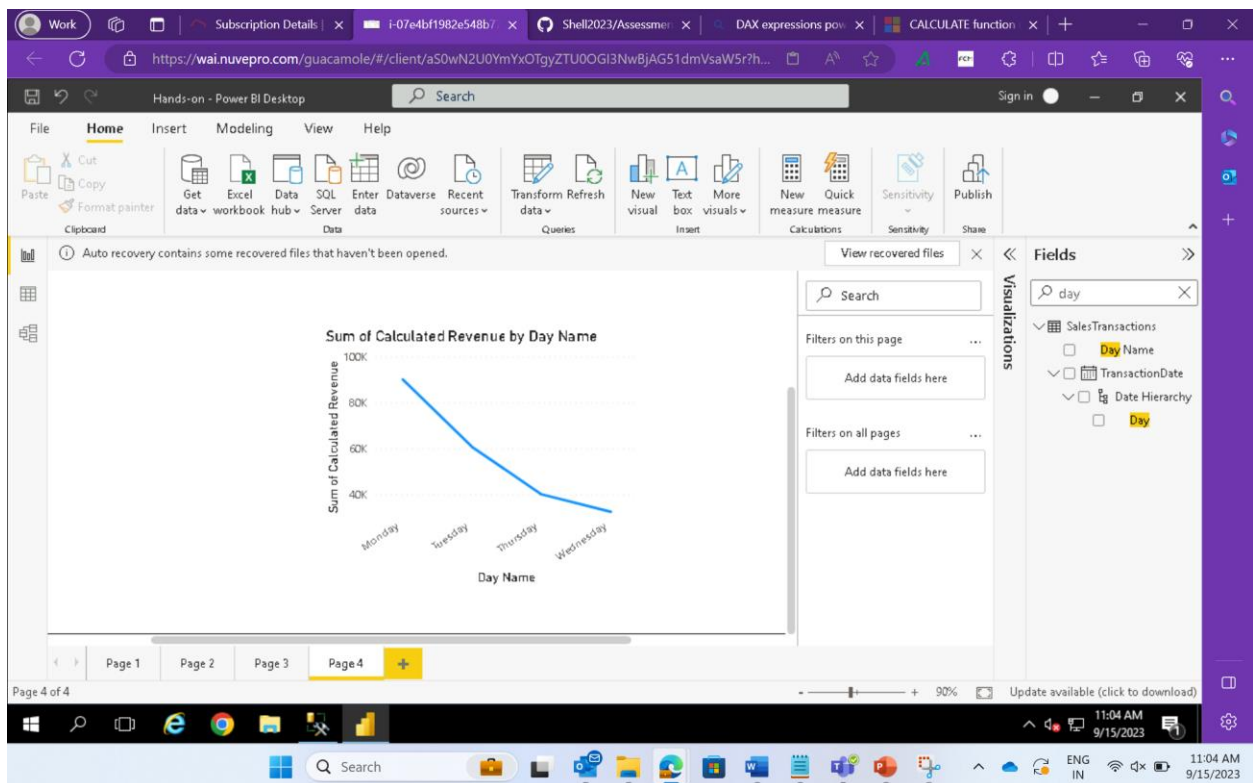 Work
Subscription Details |
i-07e4bf1982e548b7
Shell2023/Assessmen
DAX expressions pow
CALCULATE function
https://wai.nuvepro.com/guacamole/#/client/aS0wN2U0YmYxOTgyZTU0OGI3NwBjAG51dmVsaW5r?h...
Hands-on - Power BI Desktop
Search
Sign in
File Home Insert Modeling View Help
Paste
Cut
Copy
Format painter
Clipboard
Get data
Excel workbook
Data hub
SQL Server
Enter data
Dataverse
Recent sources
Data
Transform data
Refresh
Queries
New visual
Text box
More visuals
Insert
New measure
Quick measure
Calculations
Sensitivity
Sensitivity
Publish
Share
Auto recovery contains some recovered files that haven't been opened.
View recovered files
Sum of Calculated Revenue by Day Name
Sum of Calculated Revenue
100K
80K
60K
40K
Monday
Tuesday
Thursday
Wednesday
Day Name
Search
Filters on this page
...
Add data fields here
Filters on all pages
...
Add data fields here
Visualizations
Fields
day
SalesTransactions
Day Name
TransactionDate
Date Hierarchy
Day
Page 1
Page 2
Page 3
Page 4
Page 4 of 4
90%
Update available (click to download)
11:04 AM
9/15/2023
Search
ENG
IN
11:04 AM
9/15/2023